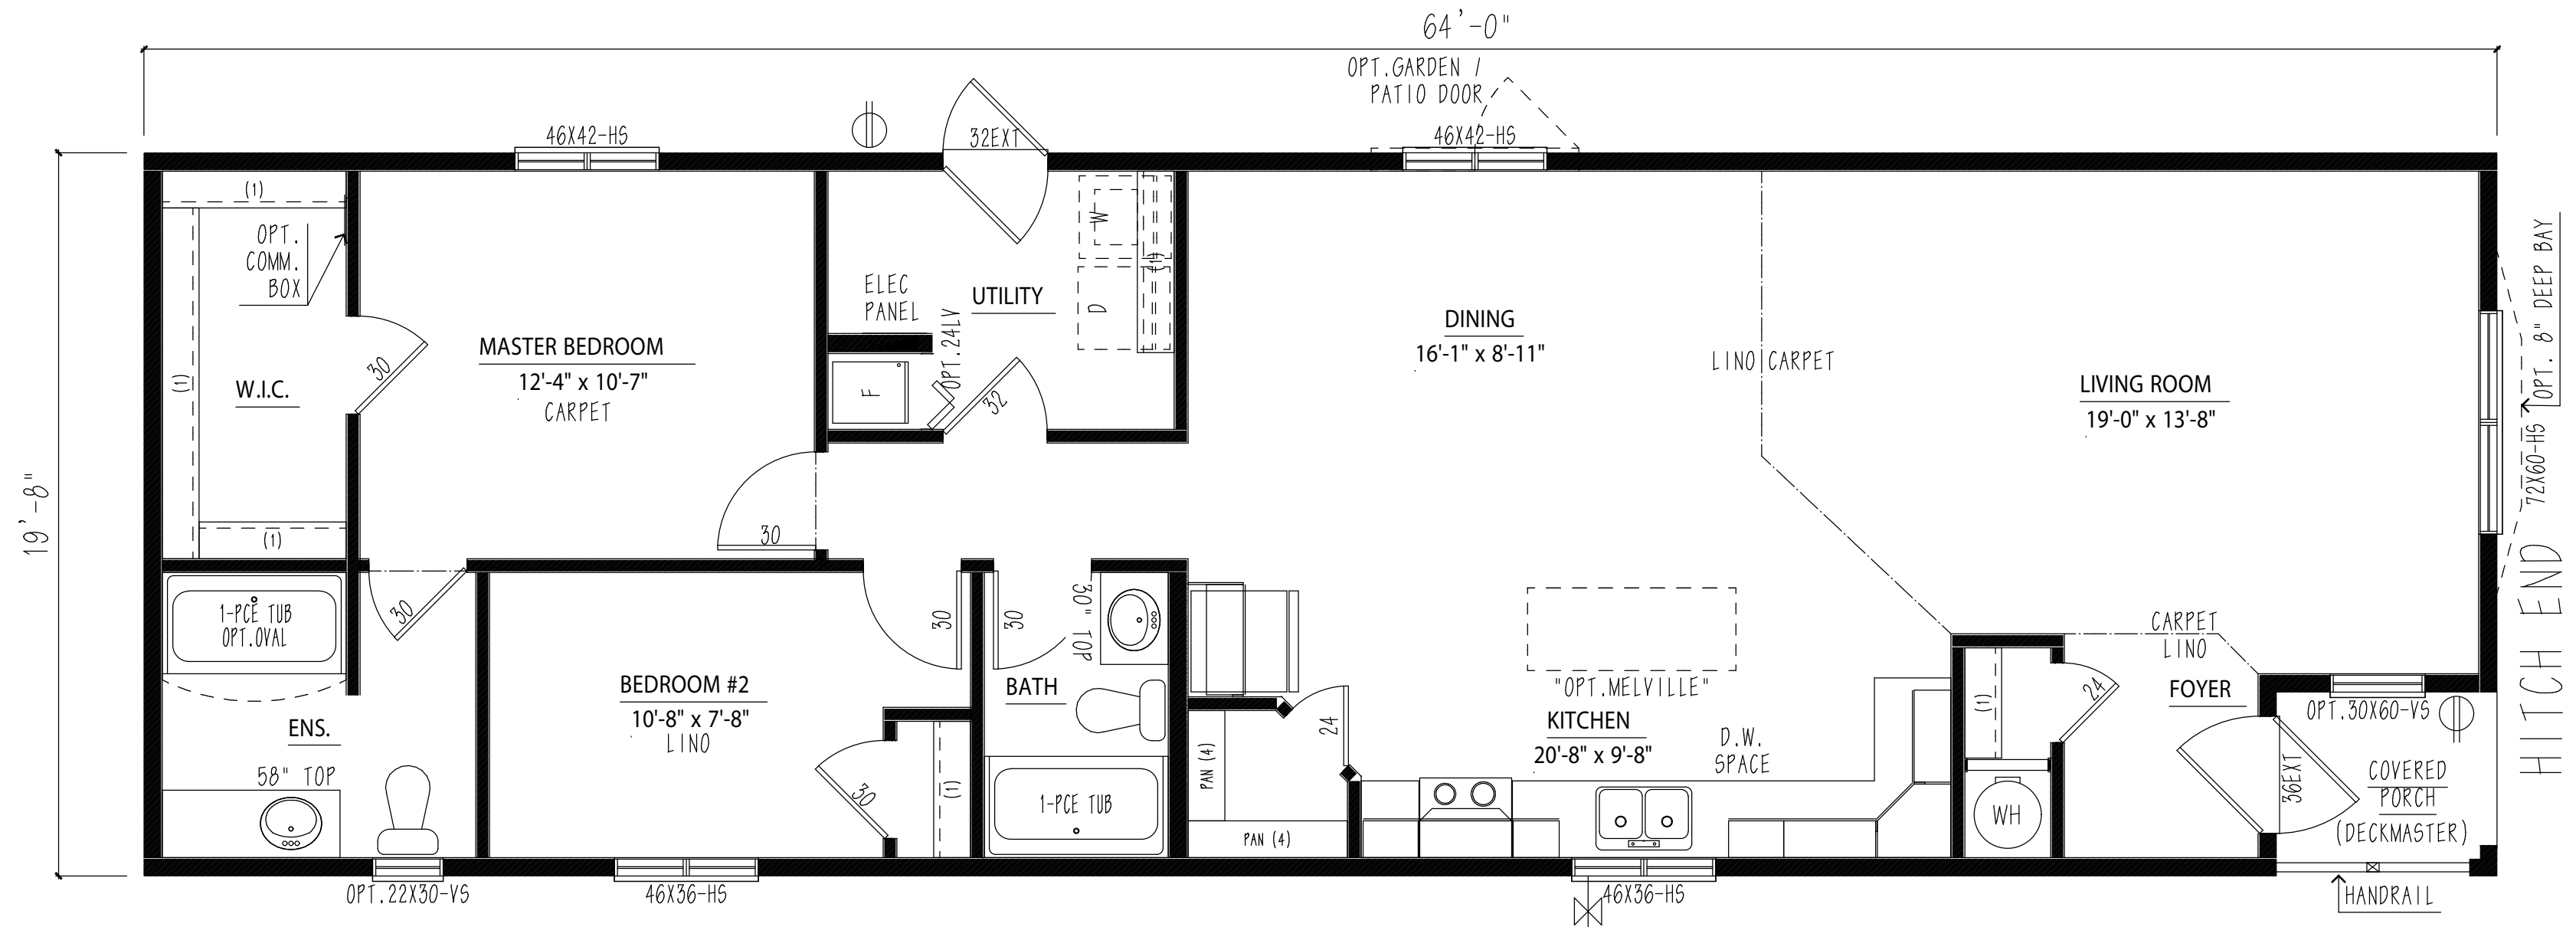 64'-0"
OPT.GARDEN /
PATIO DOOR
46X42-HS
32EXT
46X42-HS
19'-8"
(1)
OPT.
COMM.
BOX
(1)
W.I.C.
30
(1)
MASTER BEDROOM
12'-4" x 10'-7"
CARPET
30
ELEC
PANEL
UTILITY
OPT.24LV
F
32
W
D
(1)
DINING
16'-1" x 8'-11"
LINO CARPET
LIVING ROOM
19'-0" x 13'-8"
72X60-HS OPT. 8" DEEP BAY
HITCH END
1-PCE TUB
OPT.OVAL
30
ENS.
58" TOP
OPT.22X30-VS
BEDROOM #2
10'-8" x 7'-8"
LINO
30
30
(1)
46X36-HS
30
30" TOP
BATH
1-PCE TUB
PAN (4)
PAN (4)
24
"OPT.MELVILLE"
KITCHEN
20'-8" x 9'-8"
D.W.
SPACE
46X36-HS
CARPET
LINO
(1)
24
WH
FOYER
36EXT
OPT.30X60-VS
COVERED
PORCH
(DECKMASTER)
HANDRAIL